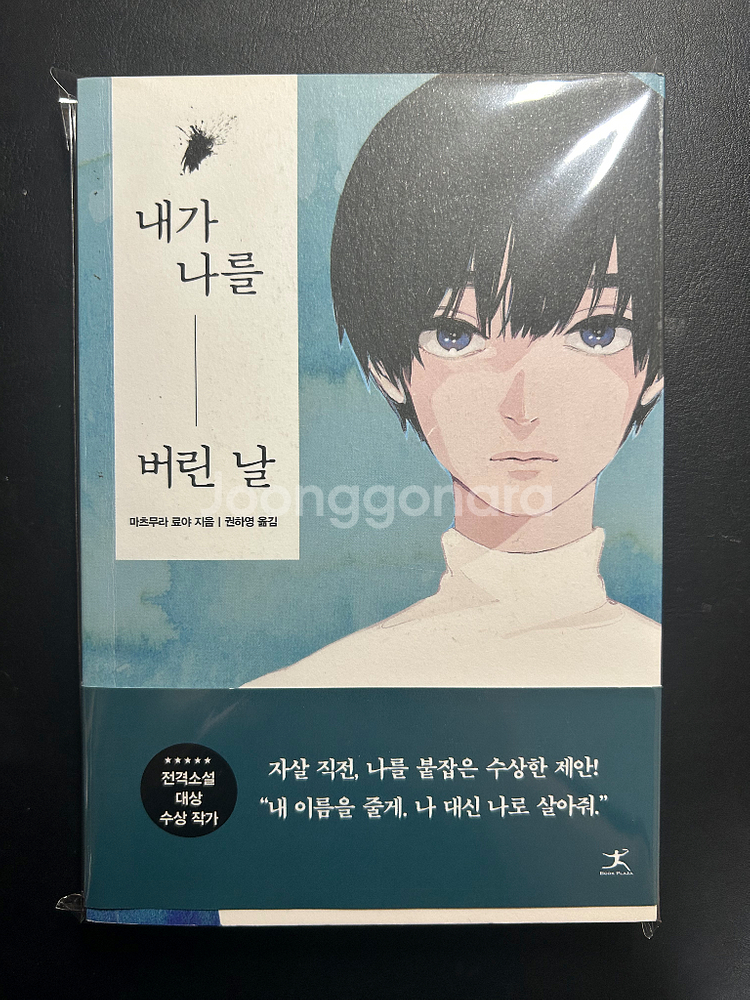 내가
나를
버린 날
Joonggonara
마츠무라 료야 지음 | 권하영 옮김
★★★★★
전격소설
대상
수상 작가
자살 직전, 나를 붙잡은 수상한 제안!
“내 이름을 줄게. 나 대신 나로 살아줘.”
BOOK PLAZA